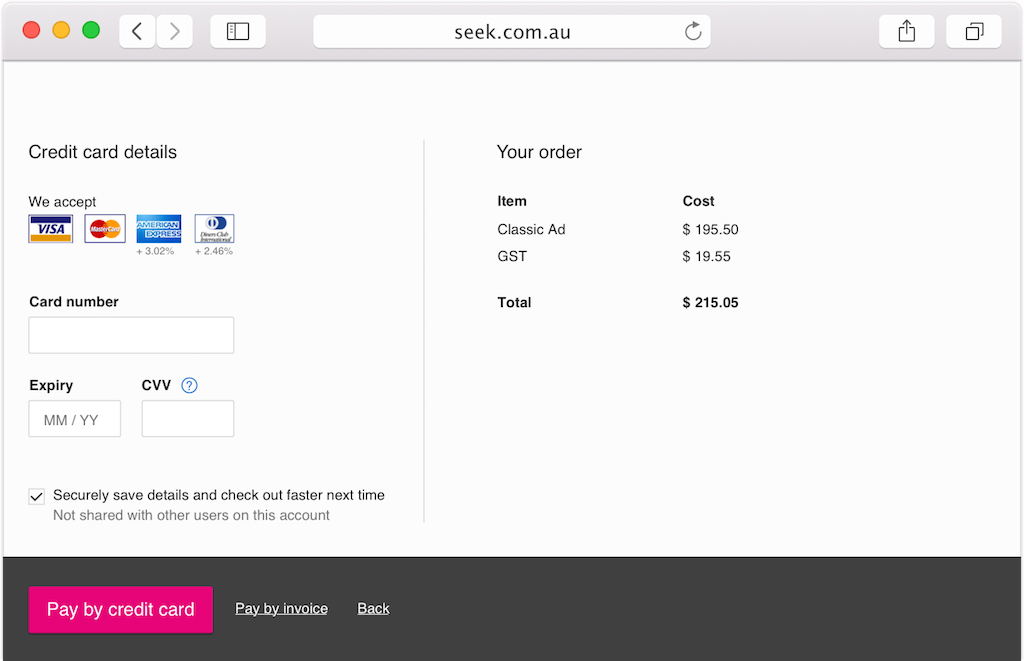 seek.com.au
Credit card details
We accept
VISA MasterCard AMERICAN EXPRESS Diners Club International
+ 3.02% + 2.46%
Card number
Expiry CVV ?
MM / YY
Securely save details and check out faster next time
Not shared with other users on this account
Your order
Item Cost
Classic Ad $ 195.50
GST $ 19.55
Total $ 215.05
Pay by credit card Pay by invoice Back